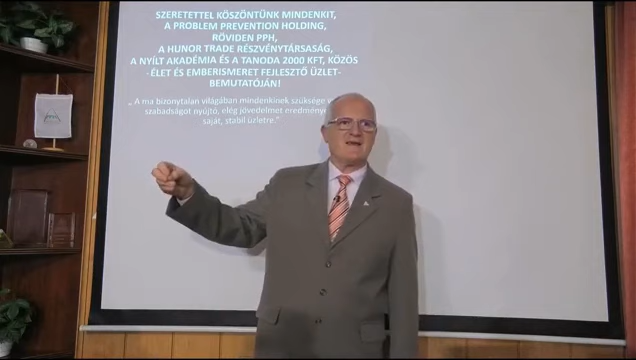 SZERETETTEL KÖSZÖNTÜNK MINDENKIT,
A PROBLEM PREVENTION HOLDING,
RÖVIDEN PPH,
A HUNOR TRADE RÉSZVÉNYTÁRSASÁG,
A NYÍLT AKADÉMIA ÉS A TANODA 2000 KFT, KÖZÖS
-ÉLET ÉS EMBERISMERET FEJLESZTŐ ÜZLET-
BEMUTATÓJÁN!
„ A ma bizonytalan világában mindenkinek szüksége
szabadságot nyújtó, elég jövedelmet
saját, stabil üzletre."